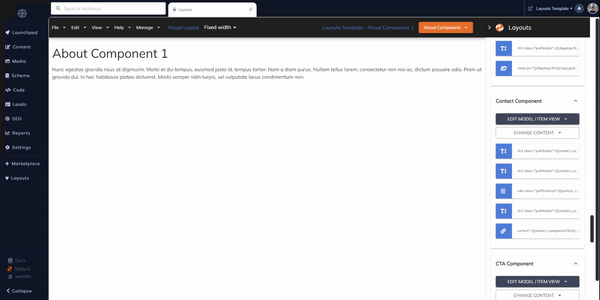 Search Instance
Layouts
Layouts Template
Launchpad
Content
Media
Schema
Code
Leads
SEO
Reports
Settings
Marketplace
Layouts
Docs
Collapse
File
Edit
View
Help
Manage
Visual Layout
Fixed width
Layouts Template - About Component 1
About Component 1
Layouts
About Component 1
Nunc egestas gravida risus et dignissim. Morbi et dui tempus, euismod justo id, tempus tortor. Nam a diam purus. Nullam tellus lorem, consectetur non nisi ac, dictum posuere odio. Proin ut
gravida dui. In hac habitasse platea dictumst. Morbi semper nibh turpis, vel vulputate lacus condimentum non.
Contact Component
EDIT MODEL / ITEM VIEW
CHANGE CONTENT
CTA Component
EDIT MODEL / ITEM VIEW
CHANGE CONTENT